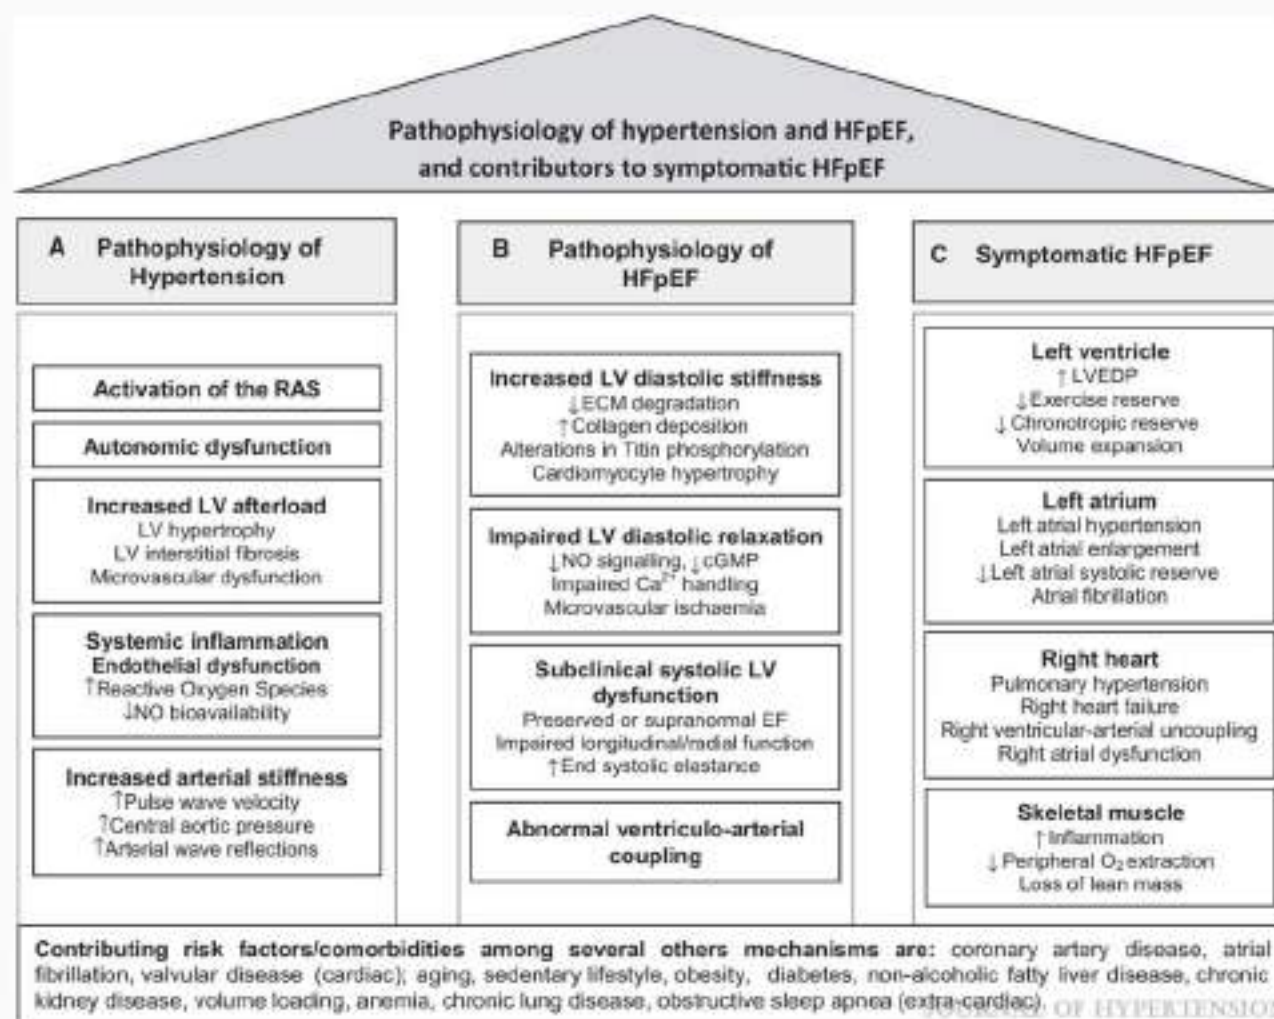 Pathophysiology of hypertension and HFpEF,
and contributors to symptomatic HFpEF
A Pathophysiology of
Hypertension
Activation of the RAS
Autonomic dysfunction
Increased LV afterload
LV hypertrophy
LV interstitial fibrosis
Microvascular dysfunction
Systemic inflammation
Endothelial dysfunction
↑Reactive Oxygen Species
↓NO bioavailability
Increased arterial stiffness
↑Pulse wave velocity
↑Central aortic pressure
↑Arterial wave reflections
B Pathophysiology of
HFpEF
Increased LV diastolic stiffness
↓ECM degradation
↑Collagen deposition
Alterations in Titin phosphorylation
Cardiomyocyte hypertrophy
Impaired LV diastolic relaxation
↓NO signalling, ↓cGMP
Impaired Ca²⁺ handling
Microvascular ischaemia
Subclinical systolic LV
dysfunction
Preserved or supranormal EF
Impaired longitudinal/radial function
↑End systolic elastance
Abnormal ventriculo-arterial
coupling
C Symptomatic HFpEF
Left ventricle
↑LVEDP
↓Exercise reserve
↓Chronotropic reserve
Volume expansion
Left atrium
Left atrial hypertension
Left atrial enlargement
↓Left atrial systolic reserve
Atrial fibrillation
Right heart
Pulmonary hypertension
Right heart failure
Right ventricular-arterial uncoupling
Right atrial dysfunction
Skeletal muscle
↑Inflammation
↓Peripheral O₂ extraction
Loss of lean mass
Contributing risk factors/comorbidities among several others mechanisms are: coronary artery disease, atrial
fibrillation, valvular disease (cardiac); aging, sedentary lifestyle, obesity, diabetes, non-alcoholic fatty liver disease, chronic
kidney disease, volume loading, anemia, chronic lung disease, obstructive sleep apnea (extra-cardiac).
JOURNAL OF HYPERTENSION